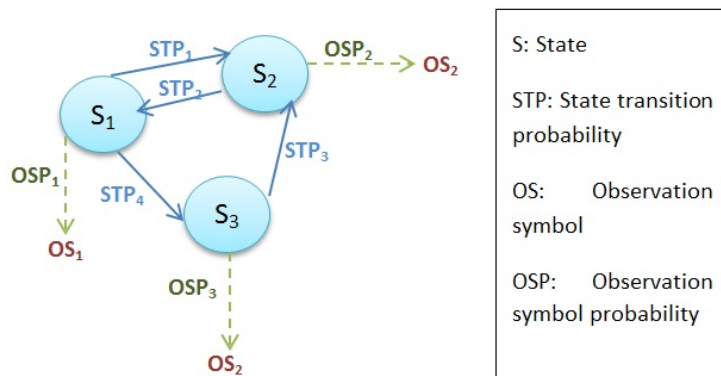 STP₁
OSP₂
S₂
OS₂
STP₂
S₁
STP₃
OSP₁
STP₄
S₃
OS₁
OSP₃
OS₂
S: State
STP: State transition
probability
OS: Observation
symbol
OSP: Observation
symbol probability